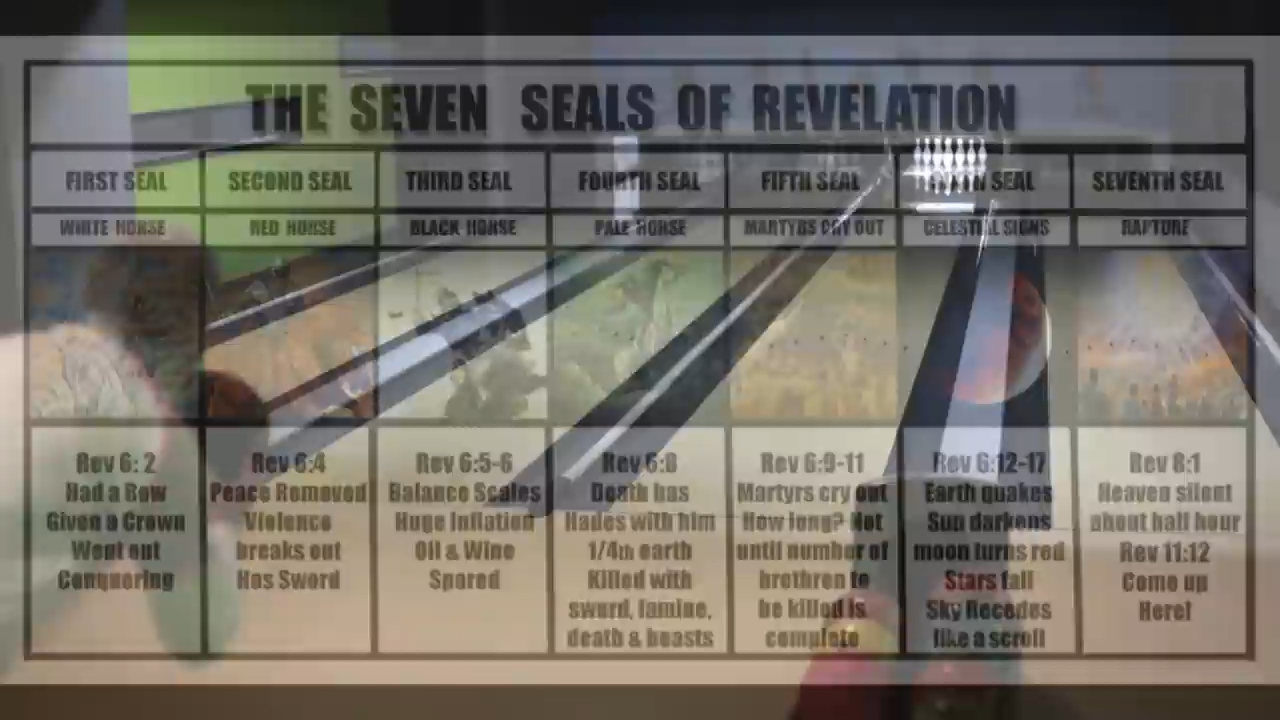 THE SEVEN SEALS OF REVELATION
FIRST SEAL
SECOND SEAL
THIRD SEAL
FOURTH SEAL
FIFTH SEAL
SEAL
SEVENTH SEAL
WHITE HORSE
RED HORSE
BLACK HORSE
PALE HORSE
MARTYRS CRY OUT
CELESTIAL SIGNS
RAPTURE
Rev 6: 2
Had a Bow
Given a Crown
Went out
Conquering
Rev 6:4
Peace Removed
Violence
breaks out
Has Sword
Rev 6:5-6
Balance Scales
Huge Inflation
Oil & Wine
Spared
Rev 6:8
Death has
Hades with him
1/4th earth
Killed with
sword, famine,
death & beasts
Rev 6:9-11
Martyrs cry out
How long? Not
until number of
brethren to
be killed is
complete
Rev 6:12-17
Earth quakes
Sun darkens
moon turns red
Stars fall
Sky Recedes
like a scroll
Rev 8:1
Heaven silent
about half hour
Rev 11:12
Come up
Here!